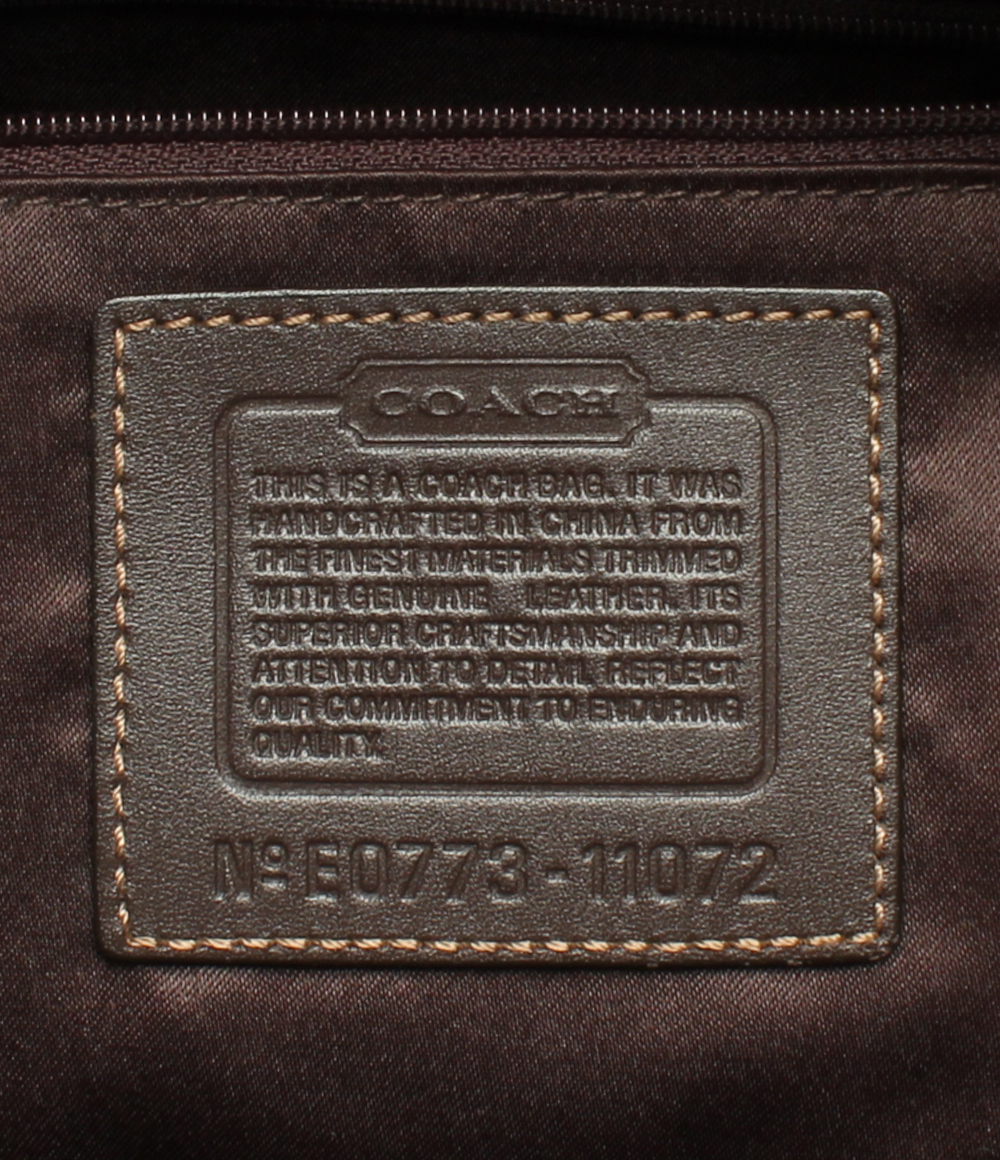 COACH
THIS IS A COACH BAG. IT WAS
HANDCRAFTED IN CHINA FROM
THE FINEST MATERIALS TRIMMED
WITH GENUINE LEATHER. ITS
SUPERIOR CRAFTSMANSHIP AND
ATTENTION TO DETAIL REFLECT
OUR COMMITMENT TO ENDURING
QUALITY.
Nº E0773-11072